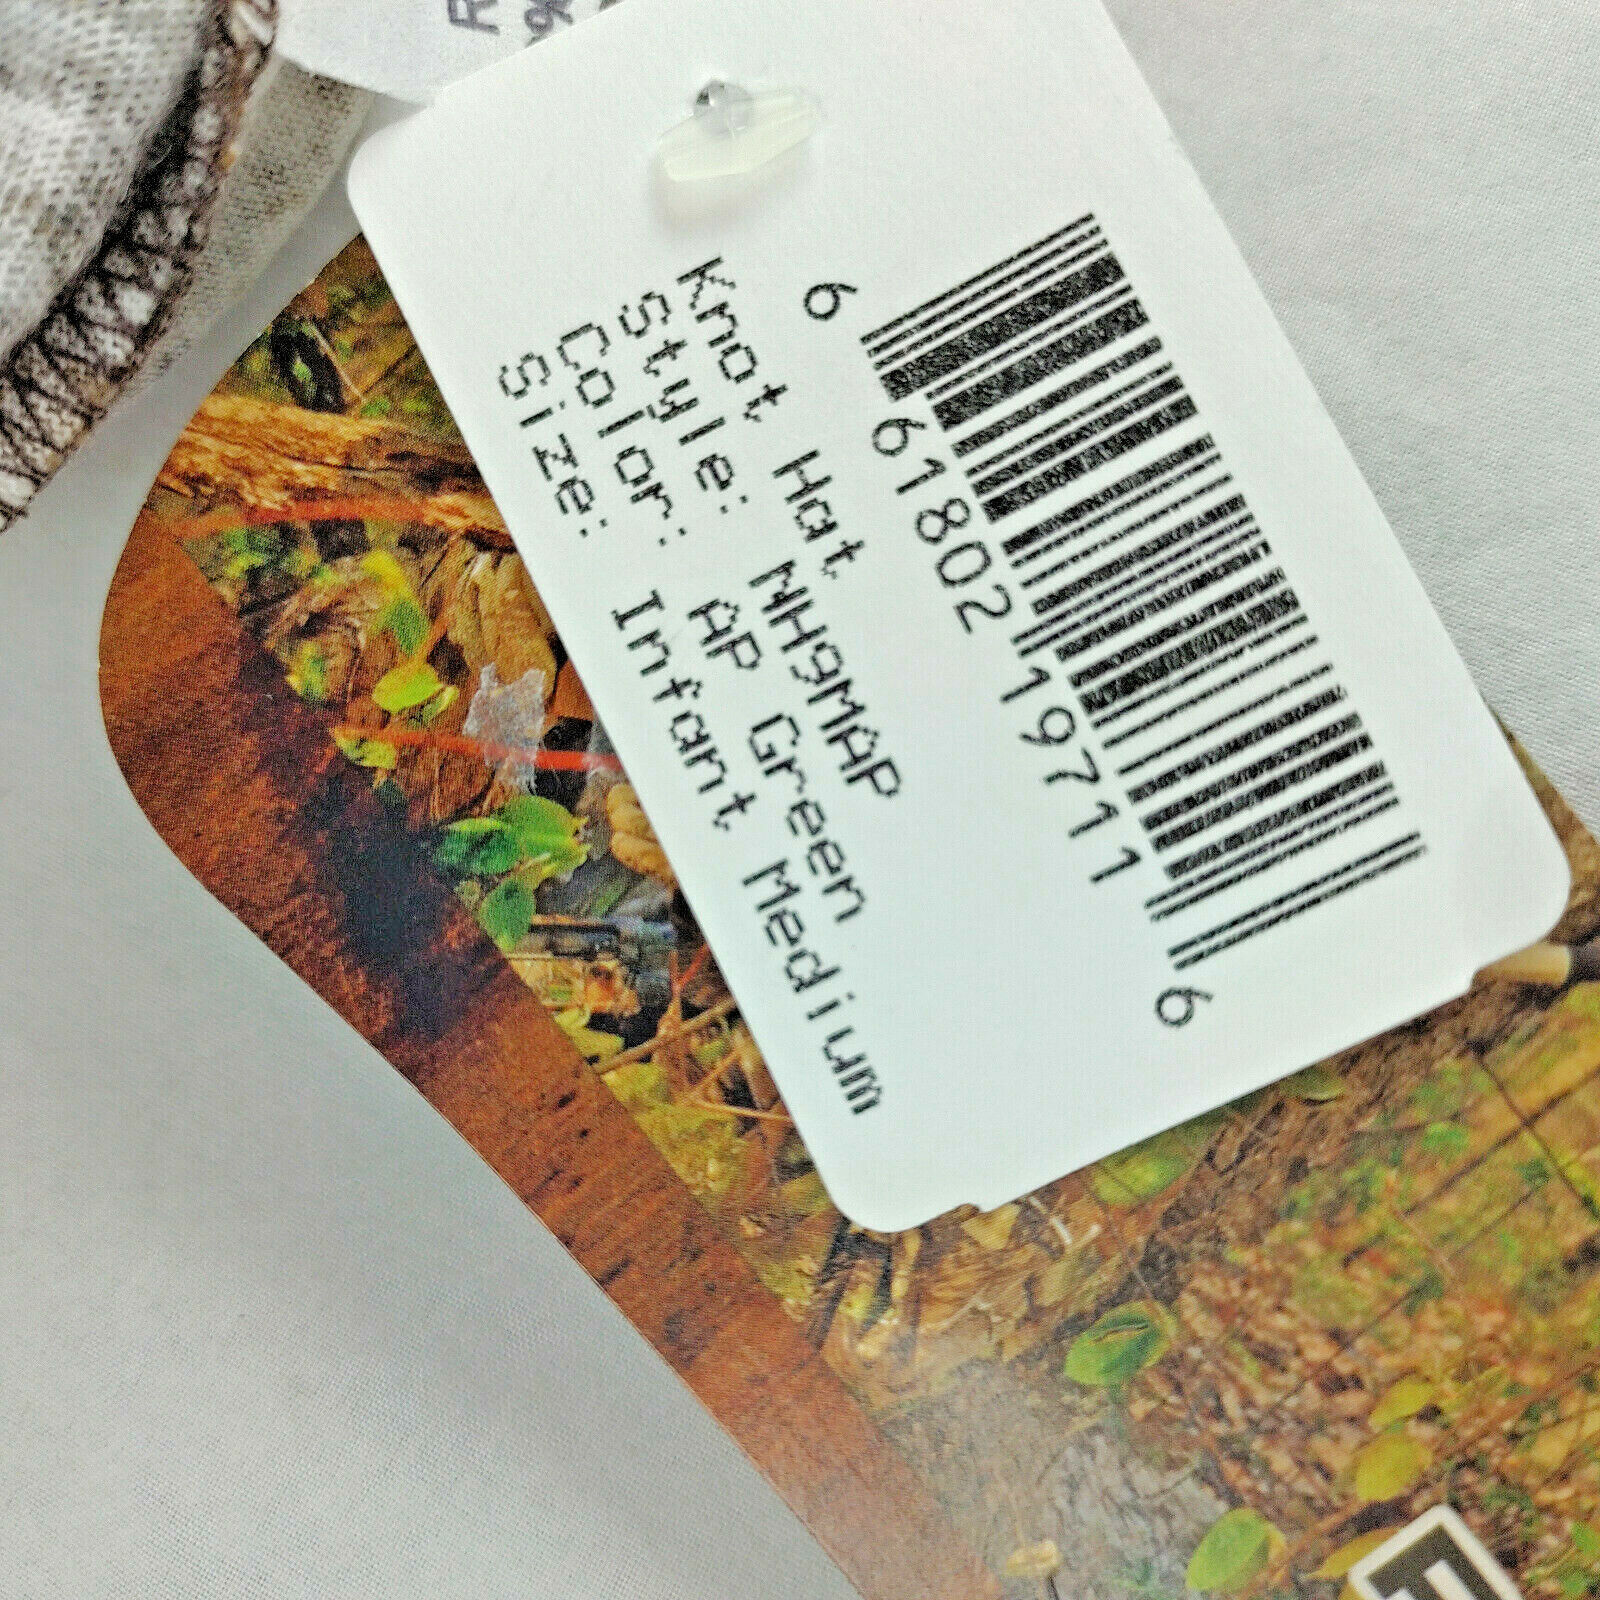 Knot Hat
Style: NH9MAP
Color: AP Green
Size: Infant Medium
6 61802 19711 6